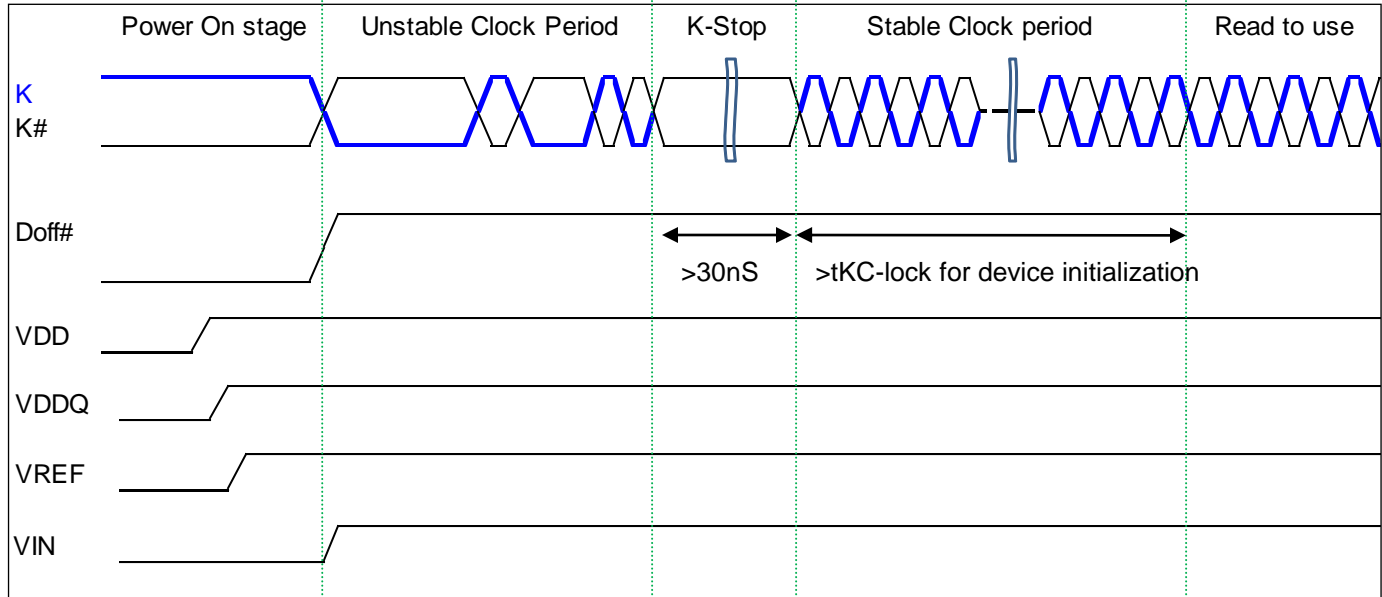 Power On stage Unstable Clock Period K-Stop Stable Clock period Read to use
K
K#
Doff#
>30nS >tKC-lock for device initialization
VDD
VDDQ
VREF
VIN